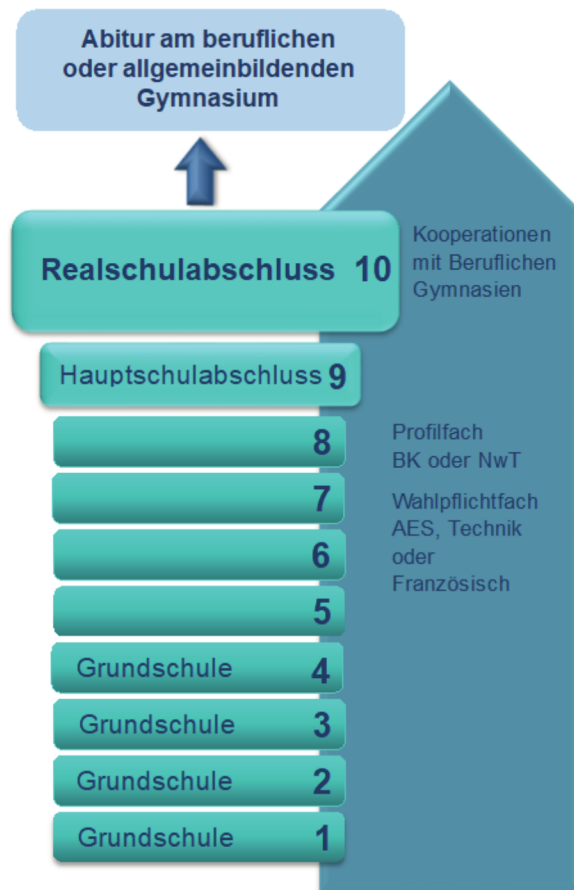 Abitur am beruflichen
oder allgemeinbildenden
Gymnasium
Realschulabschluss 10
Kooperationen
mit Beruflichen
Gymnasien
Hauptschulabschluss 9
8
Profilfach
BK oder NwT
7
Wahlpflichtfach
AES, Technik
oder
Französisch
6
5
Grundschule 4
Grundschule 3
Grundschule 2
Grundschule 1